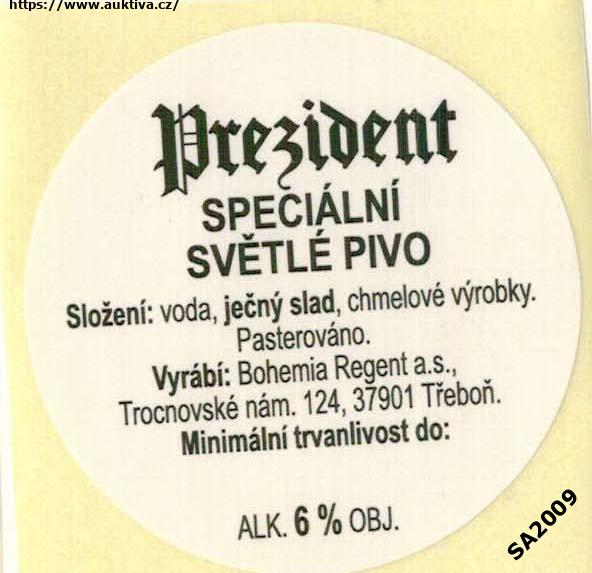 https://www.auktiva.cz/
Prezident
SPECIÁLNÍ
SVĚTLÉ PIVO
Složení: voda, ječný slad, chmelové výrobky.
Pasterováno.
Vyrábí: Bohemia Regent a.s.,
Trocnovské nám. 124, 37901 Třeboň.
Minimální trvanlivost do:
ALK. 6 % OBJ.
SA2009